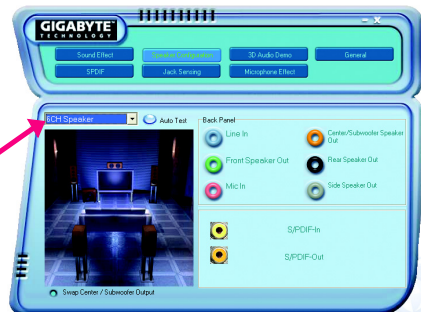 GIGABYTE
TECHNOLOGY
Sound Effect
Speaker Configuration
3D Audio Demo
General
SPDIF
Jack Sensing
Microphone Effect
6CH Speaker
Auto Test
Back Panel
Line In
Center/Subwoofer Speaker Out
Front Speaker Out
Rear Speaker Out
Mic In
Side Speaker Out
S/PDIF-In
S/PDIF-Out
Swap Center / Subwoofer Output